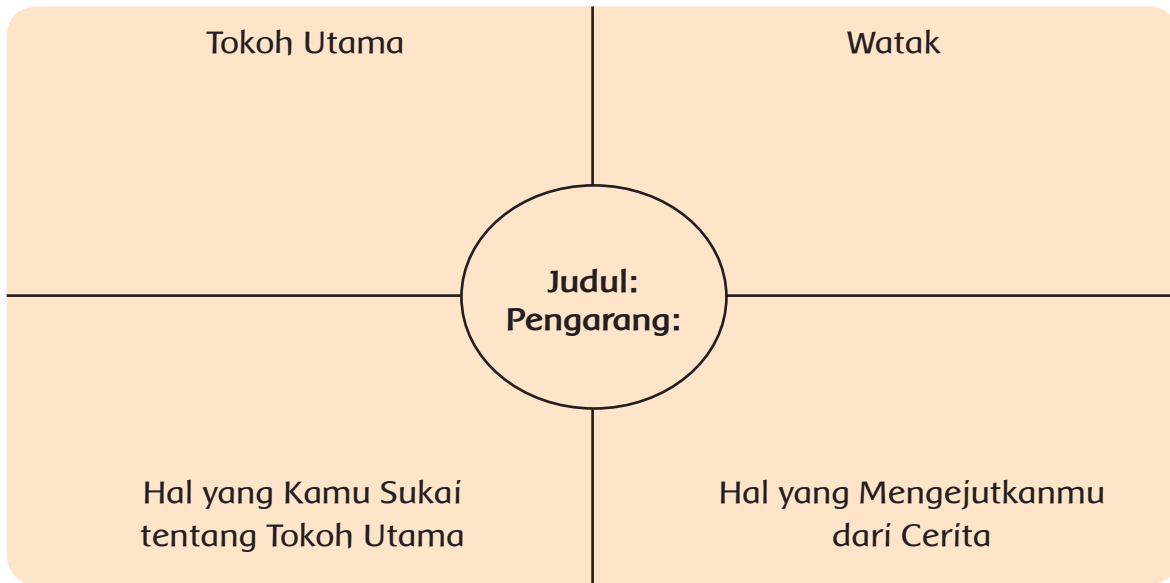 Tokoh Utama
Watak
Judul:
Pengarang:
Hal yang Kamu Sukai
tentang Tokoh Utama
Hal yang Mengejutkanmu
dari Cerita